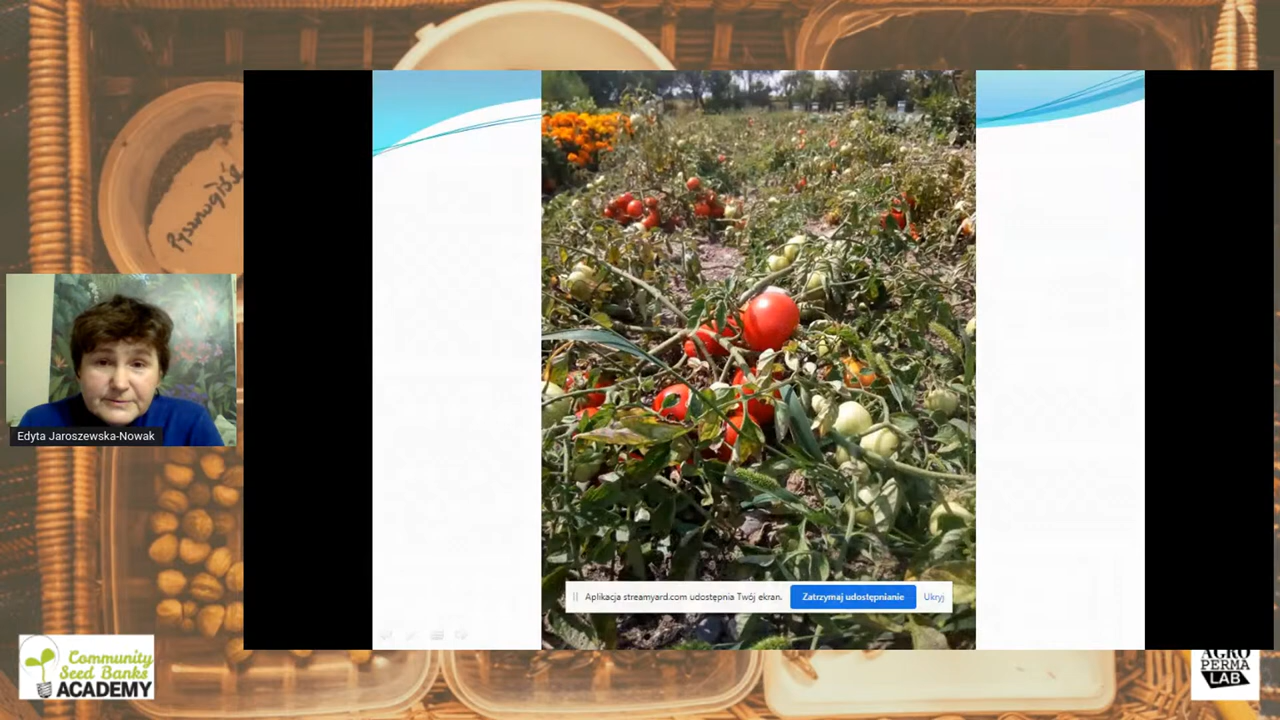 Edyta Jaroszewska-Nowak
Aplikacja streamyard.com udostępnia Twój ekran.
Zatrzymaj udostępnianie
Ukryj
Community
Seed Banks
ACADEMY
AGRO
PERMA
LAB